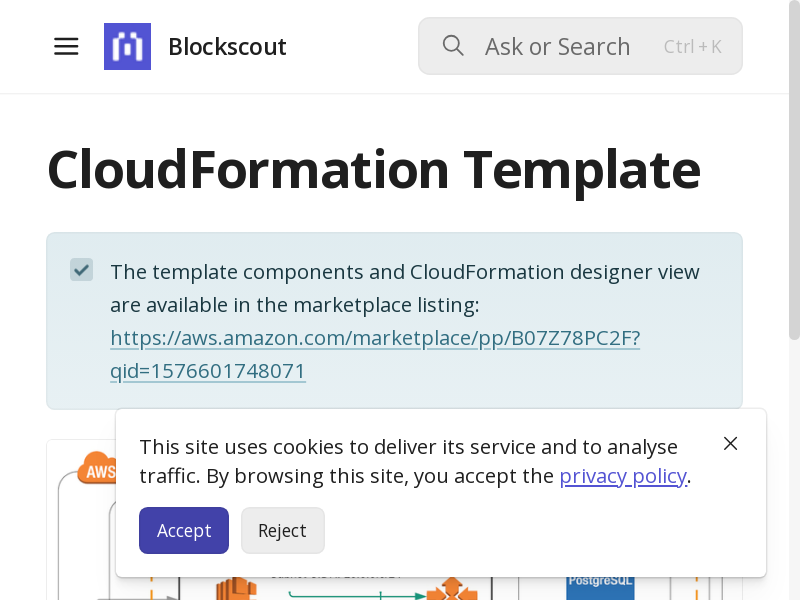 Blockscout
Ask or Search
Ctrl + K
CloudFormation Template
The template components and CloudFormation designer view
are available in the marketplace listing:
https://aws.amazon.com/marketplace/pp/B07Z78PC2F?
qid=1576601748071
AWS
This site uses cookies to deliver its service and to analyse
traffic. By browsing this site, you accept the privacy policy.
Accept
Reject
PostgreSQL